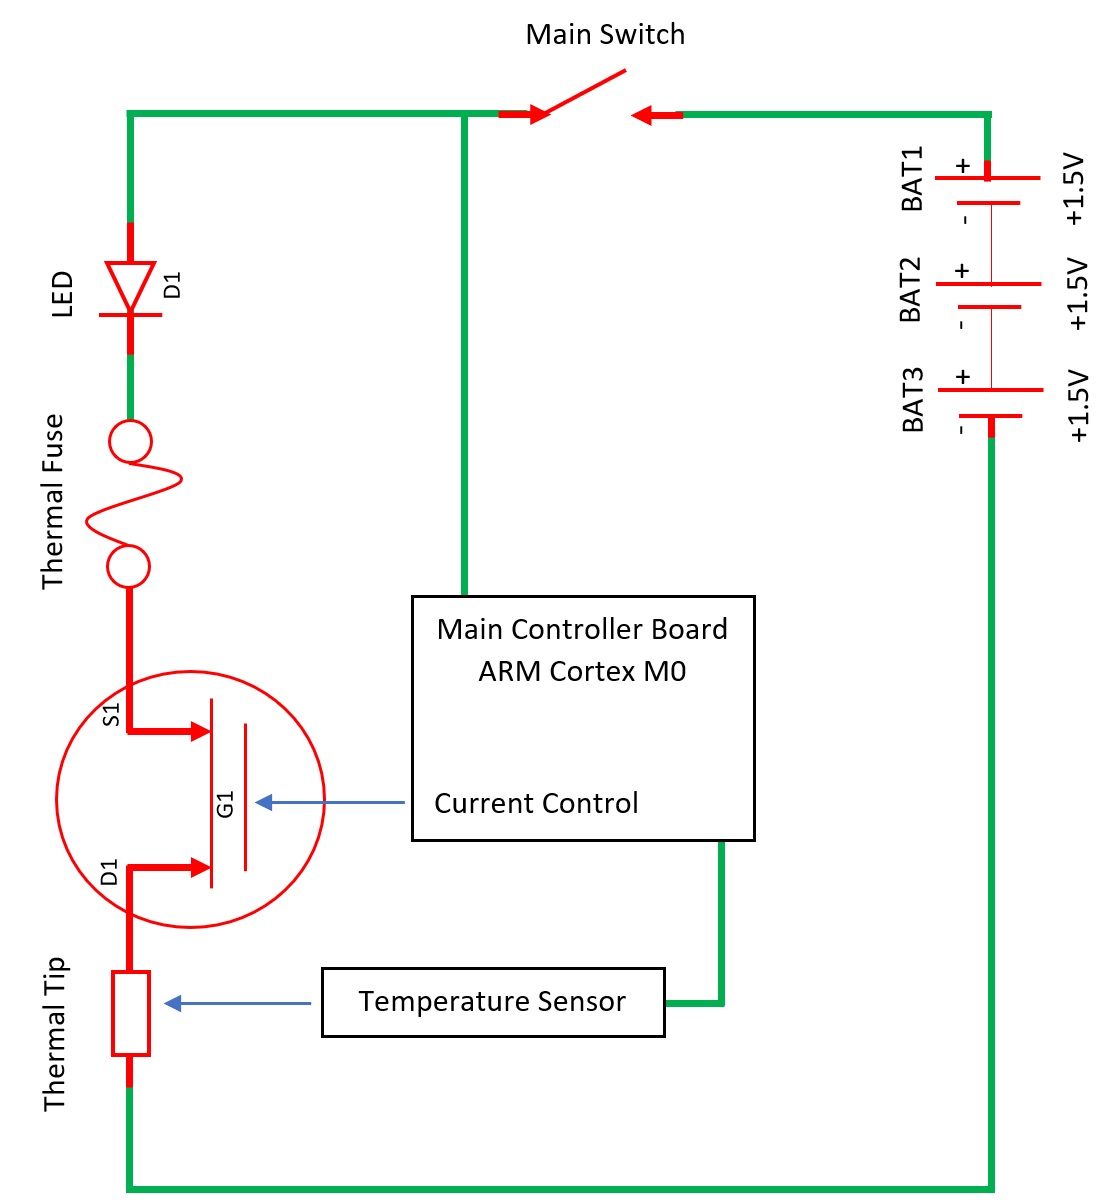 Main Switch
BAT1
+
-
+1.5V
LED
D1
BAT2
+
-
+1.5V
BAT3
+
-
+1.5V
Thermal Fuse
Main Controller Board
ARM Cortex M0
S1
G1
Current Control
D1
Thermal Tip
Temperature Sensor